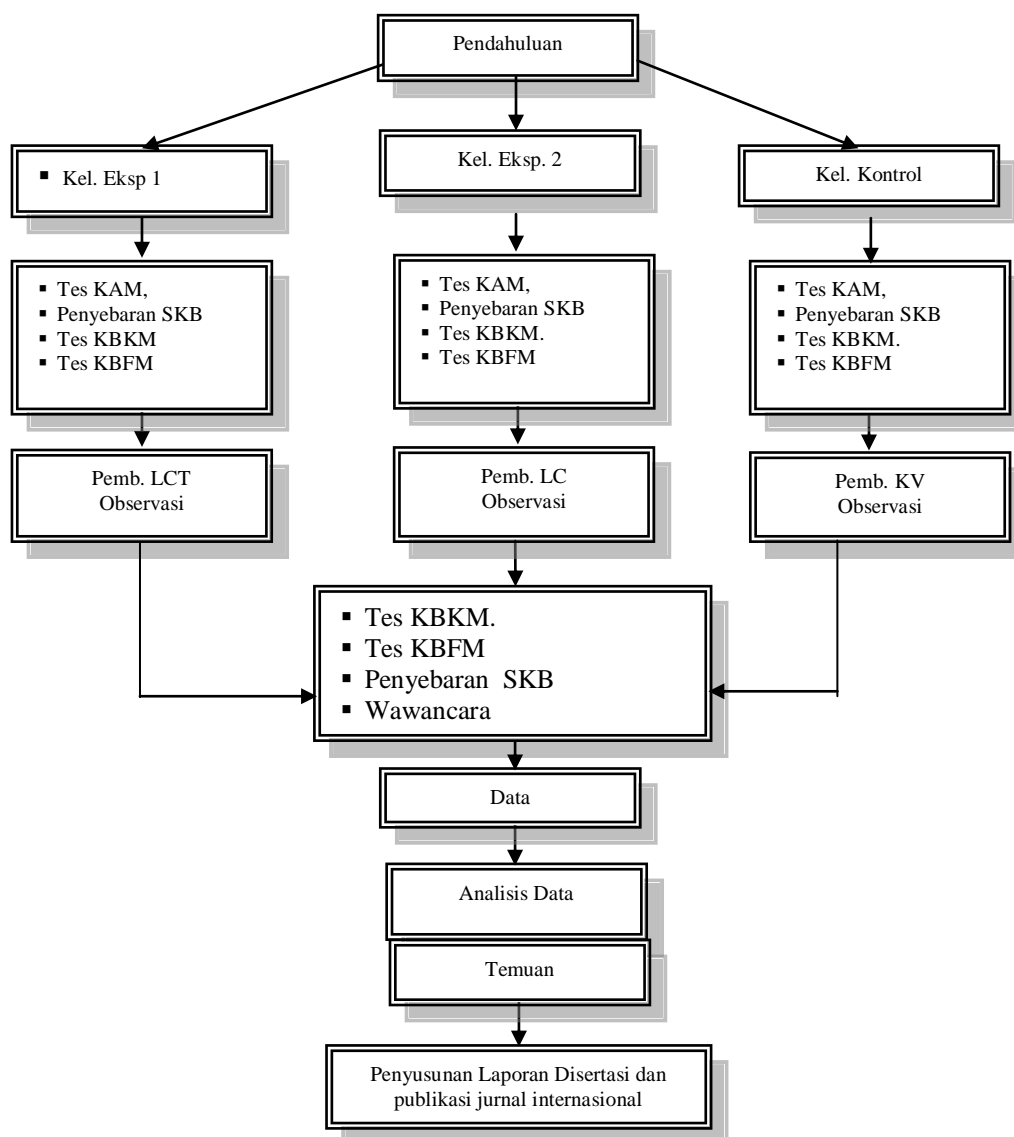 Pendahuluan
▪ Kel. Eksp 1
Kel. Eksp. 2
Kel. Kontrol
▪ Tes KAM,
▪ Penyebaran SKB
▪ Tes KBKM
▪ Tes KBFM
▪ Tes KAM,
▪ Penyebaran SKB
▪ Tes KBKM.
▪ Tes KBFM
▪ Tes KAM,
▪ Penyebaran SKB
▪ Tes KBKM.
▪ Tes KBFM
Pemb. LCT
Observasi
Pemb. LC
Observasi
Pemb. KV
Observasi
▪ Tes KBKM.
▪ Tes KBFM
▪ Penyebaran SKB
▪ Wawancara
Data
Analisis Data
Temuan
Penyusunan Laporan Disertasi dan
publikasi jurnal internasional